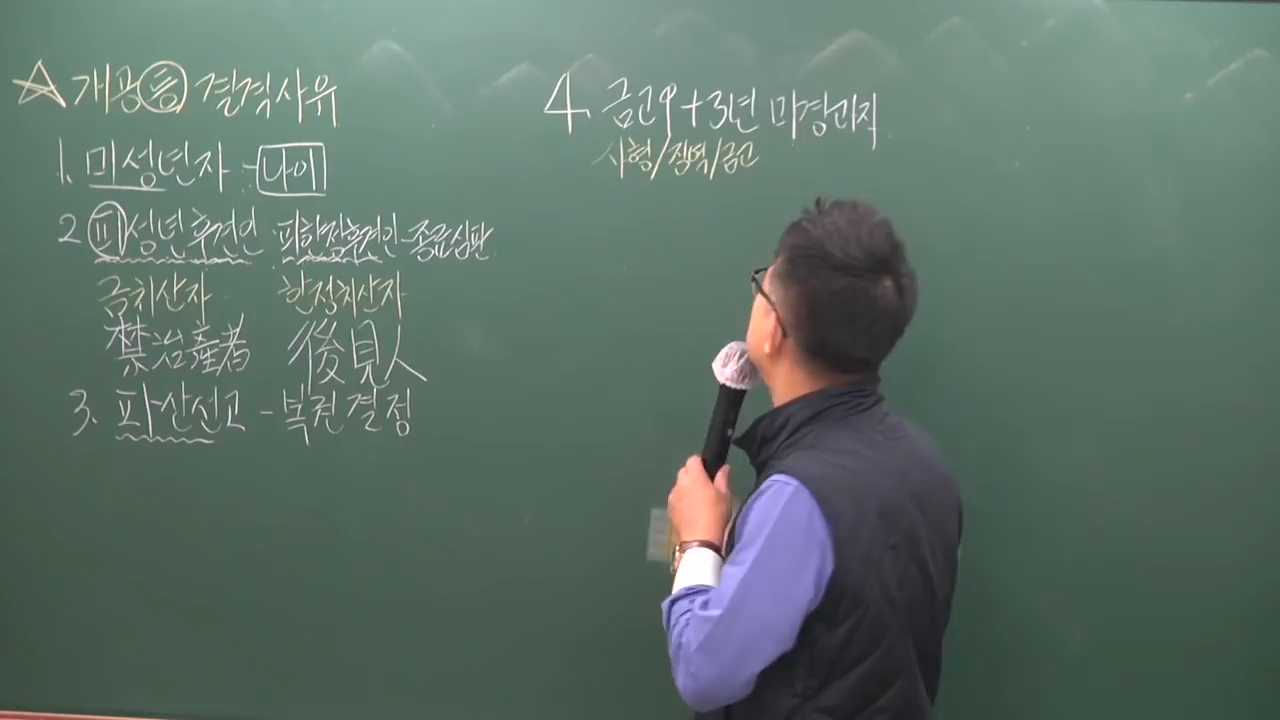 ☆ 개공㉢ 결격사유
1. 미성년자 - 나이
2 피성년후견인 피한정후견인 - 종료심판
금치산자 한정치산자
禁治産者 後見人
3. 파산선고 - 복권결정
4. 금고 + 3년 미경과자
사형/징역/금고